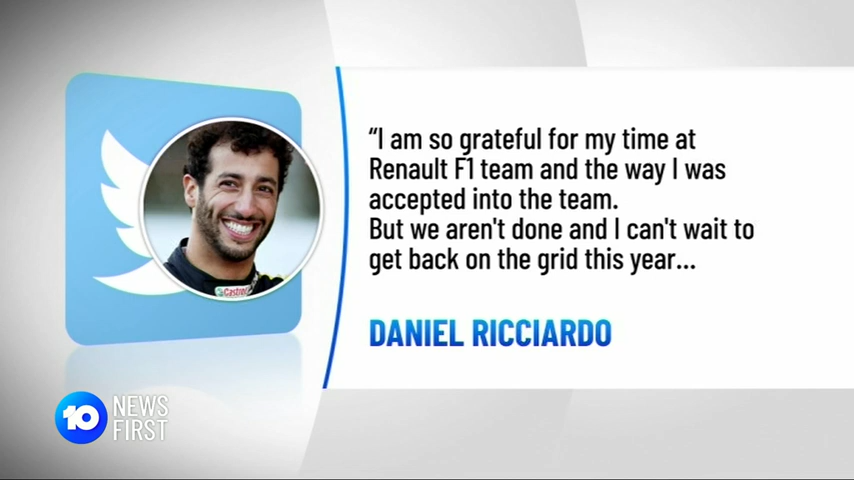 “I am so grateful for my time at
Renault F1 team and the way I was
accepted into the team.
But we aren't done and I can't wait to
get back on the grid this year...
DANIEL RICCIARDO
Castrol
10 NEWS
FIRST